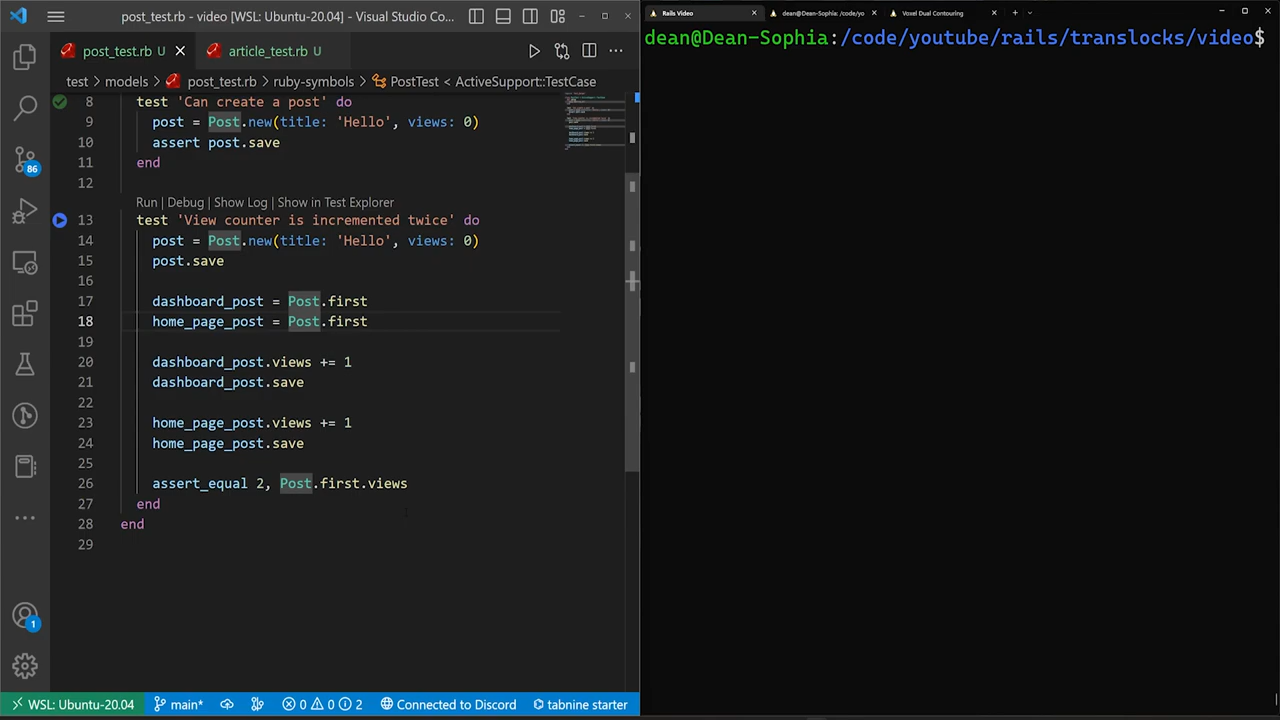 post_test.rb - video [WSL: Ubuntu-20.04] - Visual Studio Co...
post_test.rb U
article_test.rb U
test > models > post_test.rb > ruby-symbols > PostTest < ActiveSupport::TestCase
8 test 'Can create a post' do
9 post = Post.new(title: 'Hello', views: 0)
10 assert post.save
11 end
12
Run | Debug | Show Log | Show in Test Explorer
13 test 'View counter is incremented twice' do
14 post = Post.new(title: 'Hello', views: 0)
15 post.save
16
17 dashboard_post = Post.first
18 home_page_post = Post.first
19
20 dashboard_post.views += 1
21 dashboard_post.save
22
23 home_page_post.views += 1
24 home_page_post.save
25
26 assert_equal 2, Post.first.views
27 end
28 end
29
86
1
WSL: Ubuntu-20.04
main*
0 0 2
Connected to Discord
tabnine starter
Rails Video
dean@Dean-Sophia: /code/yo
Voxel Dual Contouring
dean@Dean-Sophia:/code/youtube/rails/translocks/video$